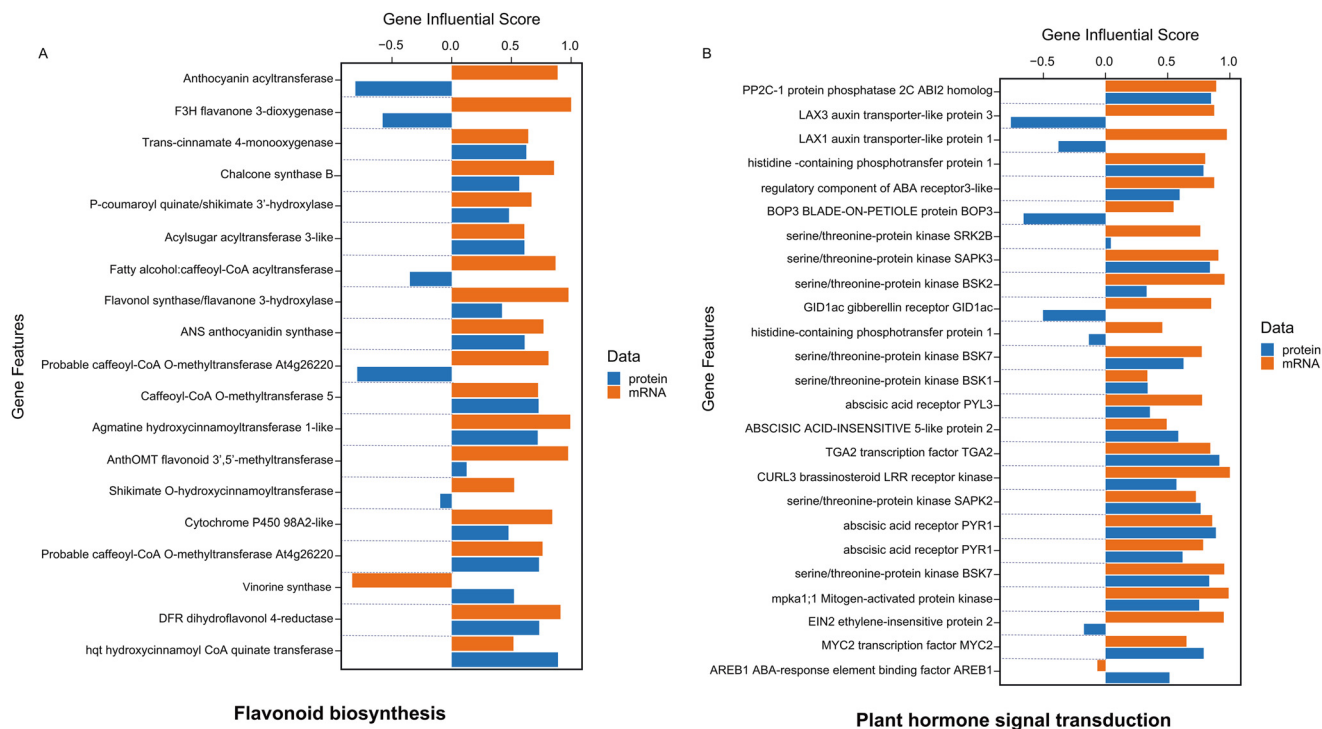 A
Gene Influential Score
−0.5 0.0 0.5 1.0
Gene Features
Anthocyanin acyltransferase
F3H flavanone 3-dioxygenase
Trans-cinnamate 4-monooxygenase
Chalcone synthase B
P-coumaroyl quinate/shikimate 3'-hydroxylase
Acylsugar acyltransferase 3-like
Fatty alcohol:caffeoyl-CoA acyltransferase
Flavonol synthase/flavanone 3-hydroxylase
ANS anthocyanidin synthase
Probable caffeoyl-CoA O-methyltransferase At4g26220
Caffeoyl-CoA O-methyltransferase 5
Agmatine hydroxycinnamoyltransferase 1-like
AnthOMT flavonoid 3',5'-methyltransferase
Shikimate O-hydroxycinnamoyltransferase
Cytochrome P450 98A2-like
Probable caffeoyl-CoA O-methyltransferase At4g26220
Vinorine synthase
DFR dihydroflavonol 4-reductase
hqt hydroxycinnamoyl CoA quinate transferase
Data
protein
mRNA
Flavonoid biosynthesis
B
Gene Influential Score
−0.5 0.0 0.5 1.0
Gene Features
PP2C-1 protein phosphatase 2C ABI2 homolog
LAX3 auxin transporter-like protein 3
LAX1 auxin transporter-like protein 1
histidine -containing phosphotransfer protein 1
regulatory component of ABA receptor3-like
BOP3 BLADE-ON-PETIOLE protein BOP3
serine/threonine-protein kinase SRK2B
serine/threonine-protein kinase SAPK3
serine/threonine-protein kinase BSK2
GID1ac gibberellin receptor GID1ac
histidine-containing phosphotransfer protein 1
serine/threonine-protein kinase BSK7
serine/threonine-protein kinase BSK1
abscisic acid receptor PYL3
ABSCISIC ACID-INSENSITIVE 5-like protein 2
TGA2 transcription factor TGA2
CURL3 brassinosteroid LRR receptor kinase
serine/threonine-protein kinase SAPK2
abscisic acid receptor PYR1
abscisic acid receptor PYR1
serine/threonine-protein kinase BSK7
mpka1;1 Mitogen-activated protein kinase
EIN2 ethylene-insensitive protein 2
MYC2 transcription factor MYC2
AREB1 ABA-response element binding factor AREB1
Data
protein
mRNA
Plant hormone signal transduction